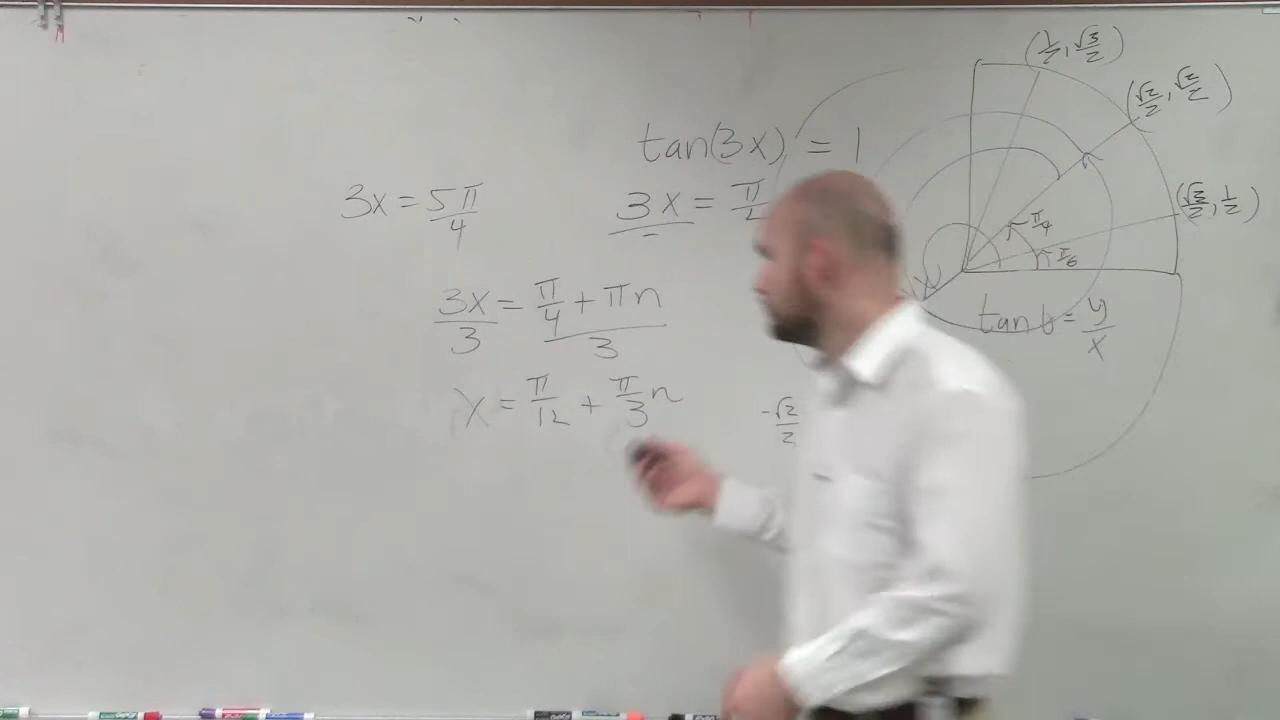 tan(3x) = 1
3x = 5π/4
3x = π/
3x/3 = (π/4 + πn)/3
x = π/12 + π/3 n
-√2/2
(1/2, √3/2)
(√2/2, √2/2)
(√3/2, 1/2)
π/4
π/6
tan θ = y/x